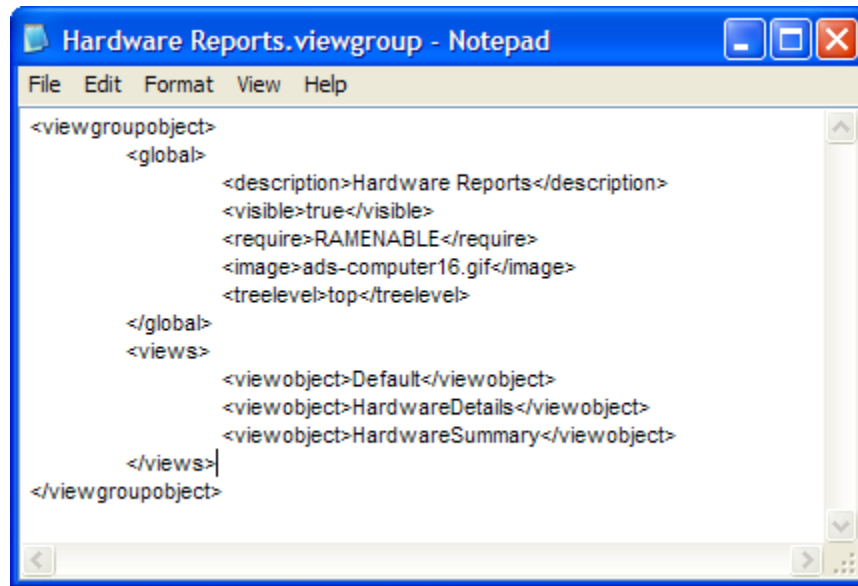 Hardware Reports.viewgroup - Notepad
File Edit Format View Help
<viewgroupobject>
<global>
<description>Hardware Reports</description>
<visible>true</visible>
<require>RAMENABLE</require>
<image>ads-computer16.gif</image>
<treelevel>top</treelevel>
</global>
<views>
<viewobject>Default</viewobject>
<viewobject>HardwareDetails</viewobject>
<viewobject>HardwareSummary</viewobject>
</views>
</viewgroupobject>